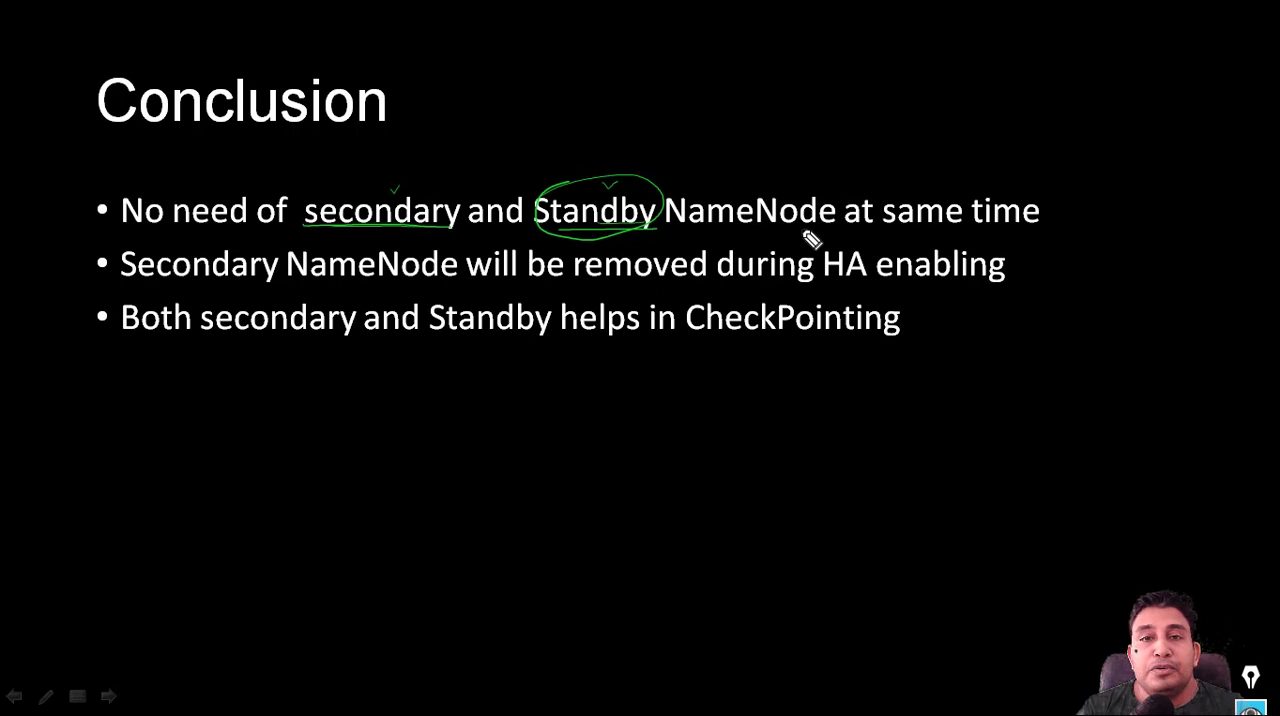 Conclusion
• No need of secondary and Standby NameNode at same time
• Secondary NameNode will be removed during HA enabling
• Both secondary and Standby helps in CheckPointing